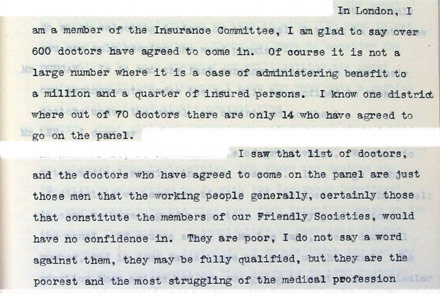 In London, I
am a member of the Insurance Committee, I am glad to say over
600 doctors have agreed to come in. Of course it is not a
large number where it is a case of administering benefit to
a million and a quarter of insured persons. I know one district
where out of 70 doctors there are only 14 who have agreed to
go on the panel.
I saw that list of doctors,
and the doctors who have agreed to come on the panel are just
those men that the working people generally, certainly those
that constitute the members of our Friendly Societies, would
have no confidence in. They are poor, I do not say a word
against them, they may be fully qualified, but they are the
poorest and the most struggling of the medical profession